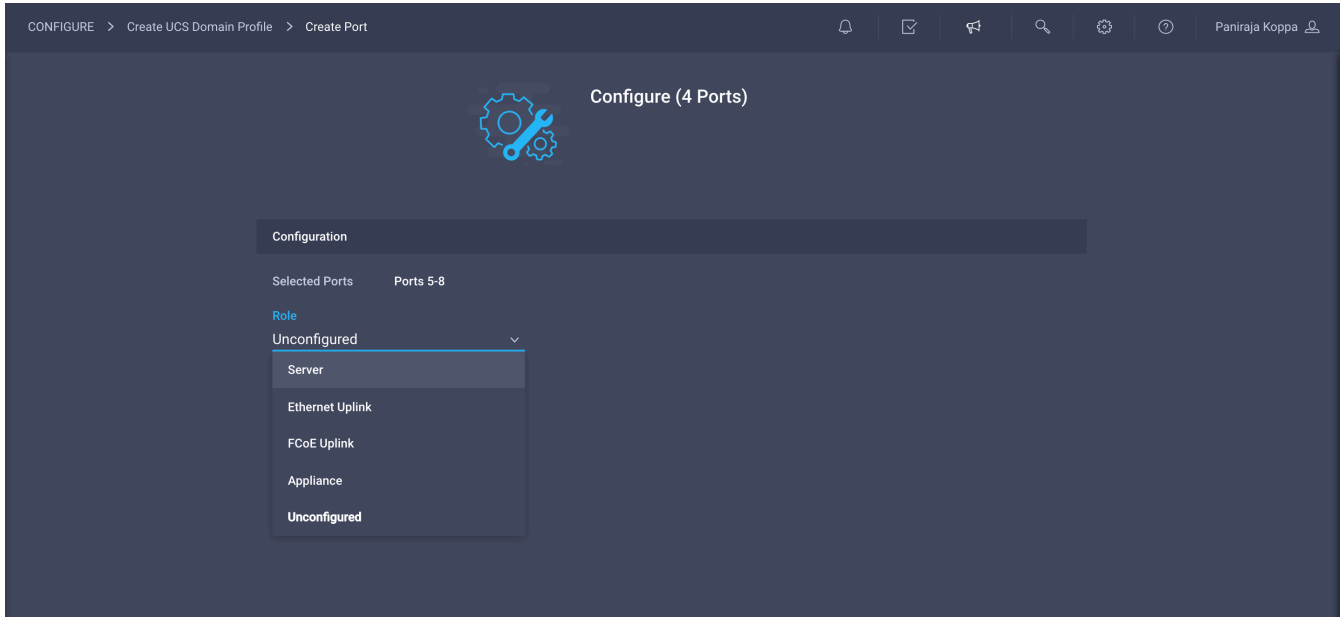 CONFIGURE > Create UCS Domain Profile > Create Port Paniraja Koppa
Configure (4 Ports)
Configuration
Selected Ports Ports 5-8
Role
Unconfigured
Server
Ethernet Uplink
FCoE Uplink
Appliance
Unconfigured